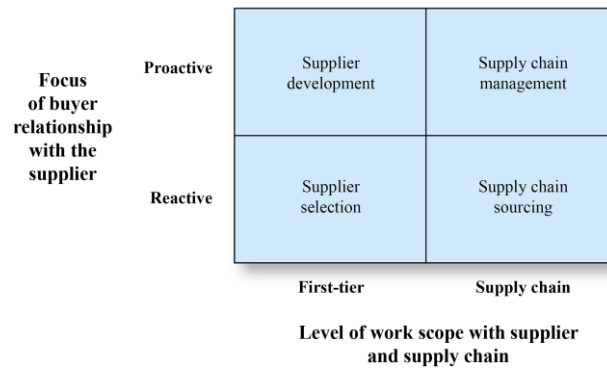 Focus
of buyer
relationship
with the
supplier
Proactive
Supplier
development
Supply chain
management
Reactive
Supplier
selection
Supply chain
sourcing
First-tier
Supply chain
Level of work scope with supplier
and supply chain